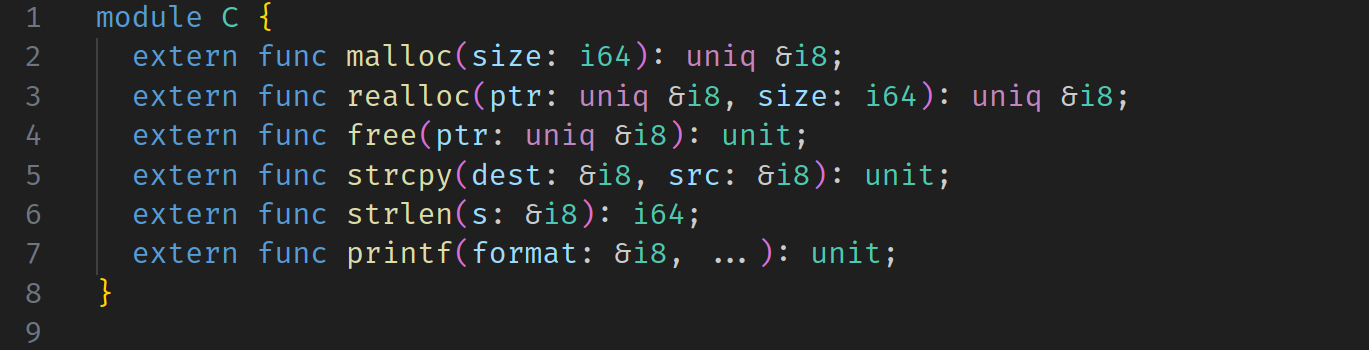 1 module C {
2 extern func malloc(size: i64): uniq &i8;
3 extern func realloc(ptr: uniq &i8, size: i64): uniq &i8;
4 extern func free(ptr: uniq &i8): unit;
5 extern func strcpy(dest: &i8, src: &i8): unit;
6 extern func strlen(s: &i8): i64;
7 extern func printf(format: &i8, ...): unit;
8 }
9